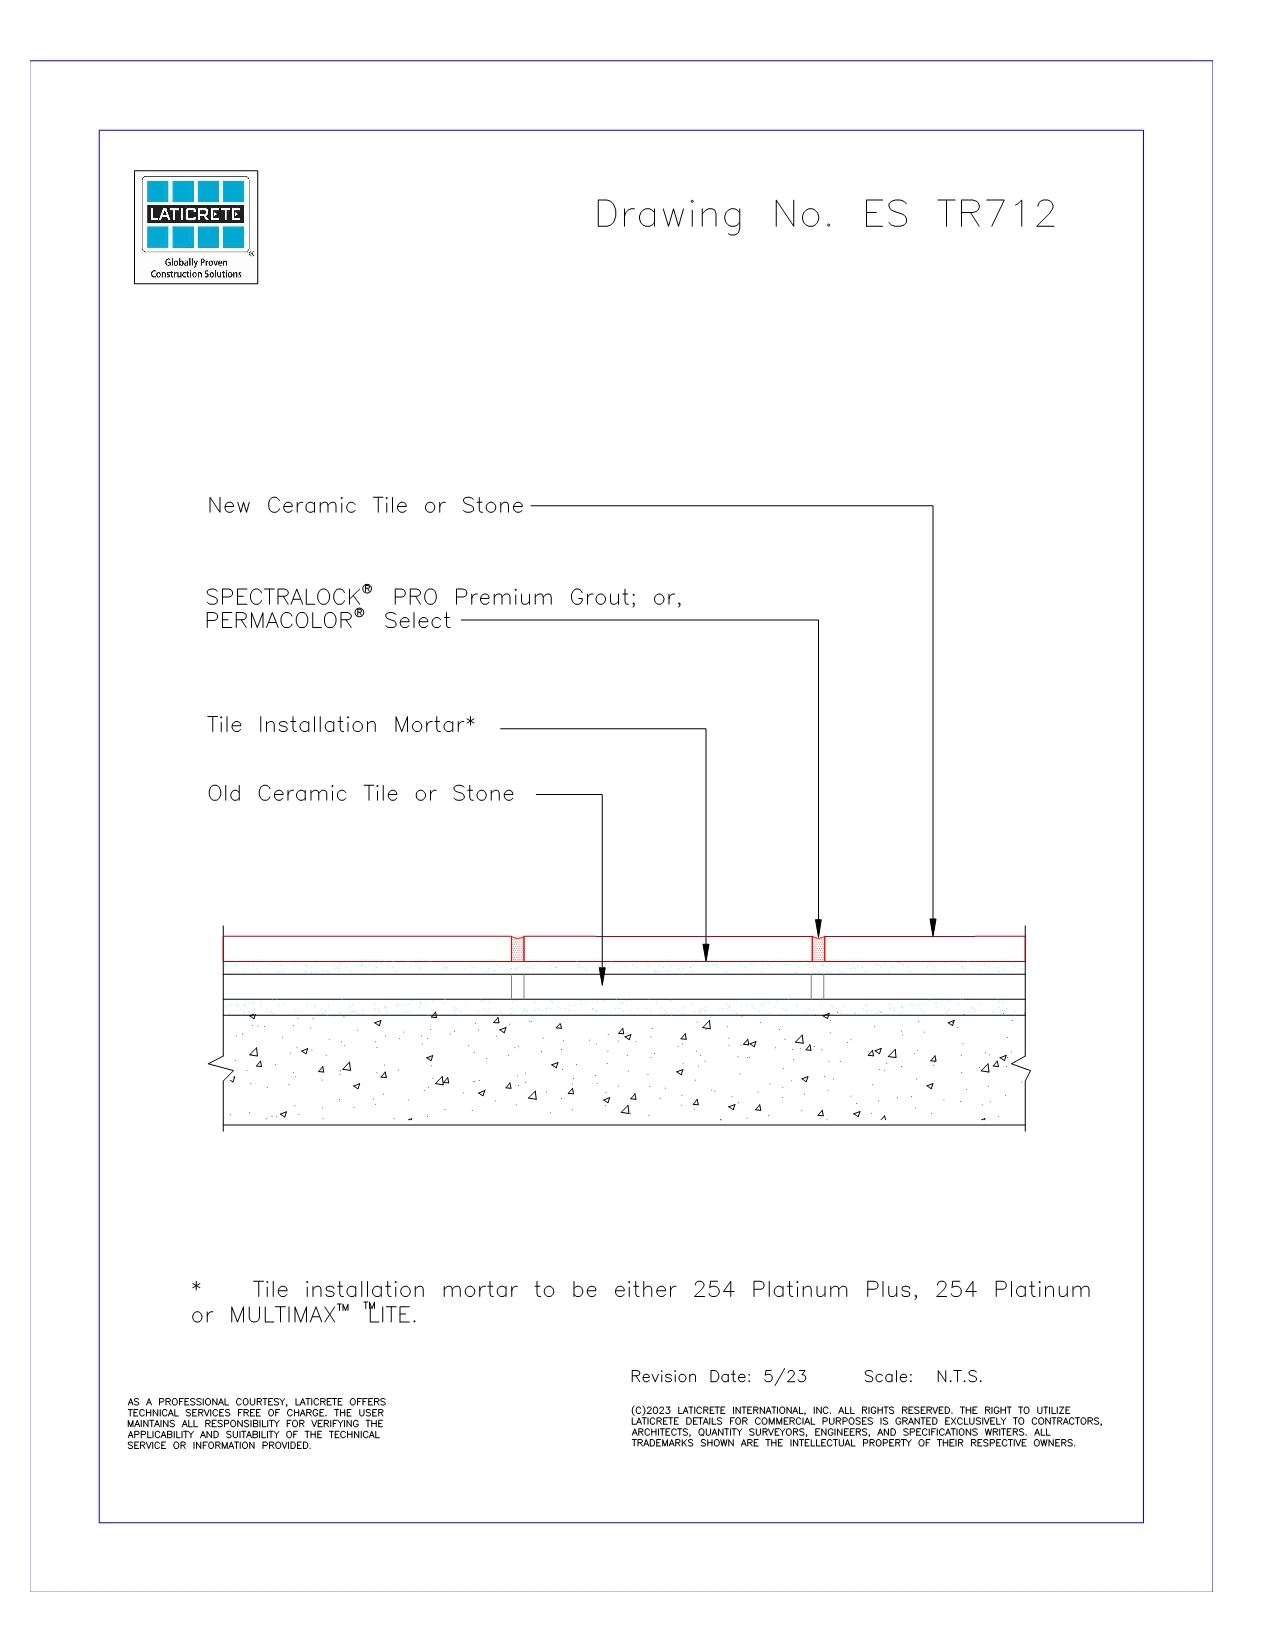 LATICRETE
Globally Proven
Construction Solutions
Drawing No. ES TR712
New Ceramic Tile or Stone
SPECTRALOCK® PRO Premium Grout; or,
PERMACOLOR® Select
Tile Installation Mortar*
Old Ceramic Tile or Stone
* Tile installation mortar to be either 254 Platinum Plus, 254 Platinum
or MULTIMAX™ ™LITE.
Revision Date: 5/23 Scale: N.T.S.
AS A PROFESSIONAL COURTESY, LATICRETE OFFERS
TECHNICAL SERVICES FREE OF CHARGE. THE USER
MAINTAINS ALL RESPONSIBILITY FOR VERIFYING THE
APPLICABILITY AND SUITABILITY OF THE TECHNICAL
SERVICE OR INFORMATION PROVIDED.
(C)2023 LATICRETE INTERNATIONAL, INC. ALL RIGHTS RESERVED. THE RIGHT TO UTILIZE
LATICRETE DETAILS FOR COMMERCIAL PURPOSES IS GRANTED EXCLUSIVELY TO CONTRACTORS,
ARCHITECTS, QUANTITY SURVEYORS, ENGINEERS, AND SPECIFICATIONS WRITERS. ALL
TRADEMARKS SHOWN ARE THE INTELLECTUAL PROPERTY OF THEIR RESPECTIVE OWNERS.